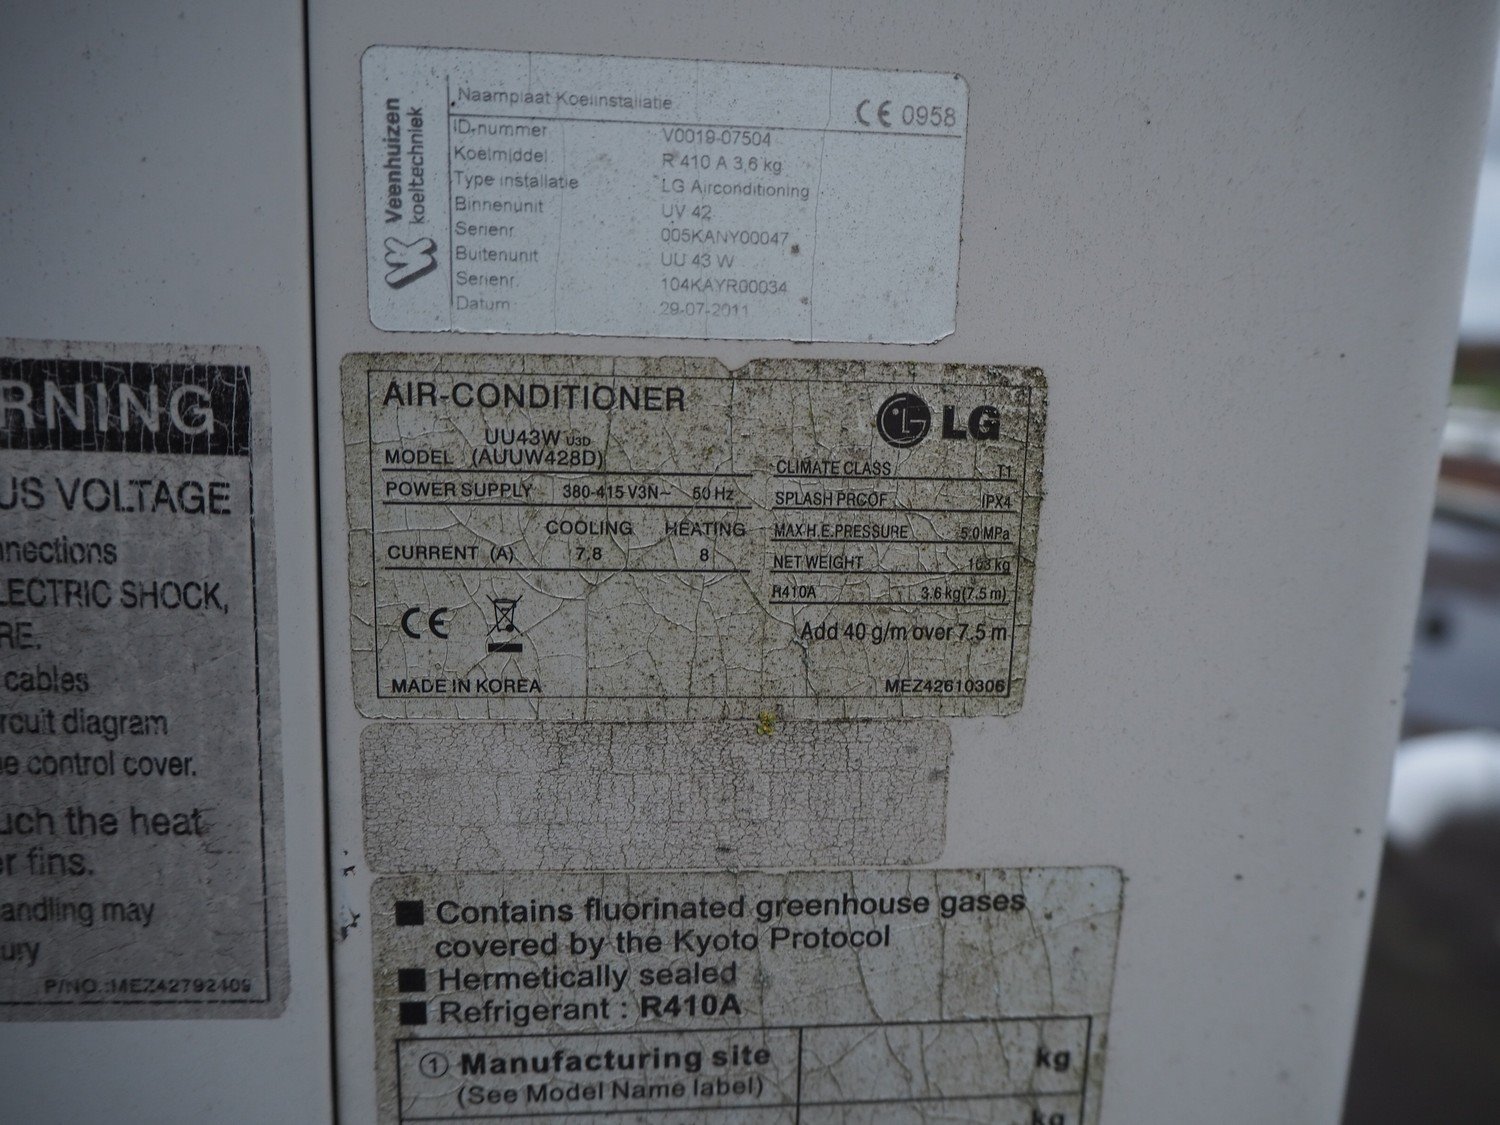 Veenhuizen
koeltechniek
Naamplaat Koelinstallatie
CE 0958
ID-nummer V0019-07504
Koelmiddel R 410 A 3,6 kg
Type installatie LG Airconditioning
Binnenunit UV 42
Serienr. 005KANY00047
Buitenunit UU 43 W
Serienr. 104KAYR00034
Datum 29-07-2011
RNING
US VOLTAGE
nnections
LECTRIC SHOCK,
RE.
cables
rcuit diagram
e control cover.
uch the heat
r fins.
andling may
ury
P/NO.:MEZ42792409
AIR-CONDITIONER
LG
UU43W U3D
MODEL (AUUW428D)
POWER SUPPLY 380-415 V3N~ 50 Hz
COOLING HEATING
CURRENT (A) 7.8 8
CLIMATE CLASS T1
SPLASH PROOF IPX4
MAX H.E.PRESSURE 5.0 MPa
NET WEIGHT 103 kg
R410A 3.6 kg(7.5 m)
Add 40 g/m over 7.5 m
CE
MADE IN KOREA
MEZ42610306
Contains fluorinated greenhouse gases
covered by the Kyoto Protocol
Hermetically sealed
Refrigerant : R410A
① Manufacturing site kg
(See Model Name label)
kg